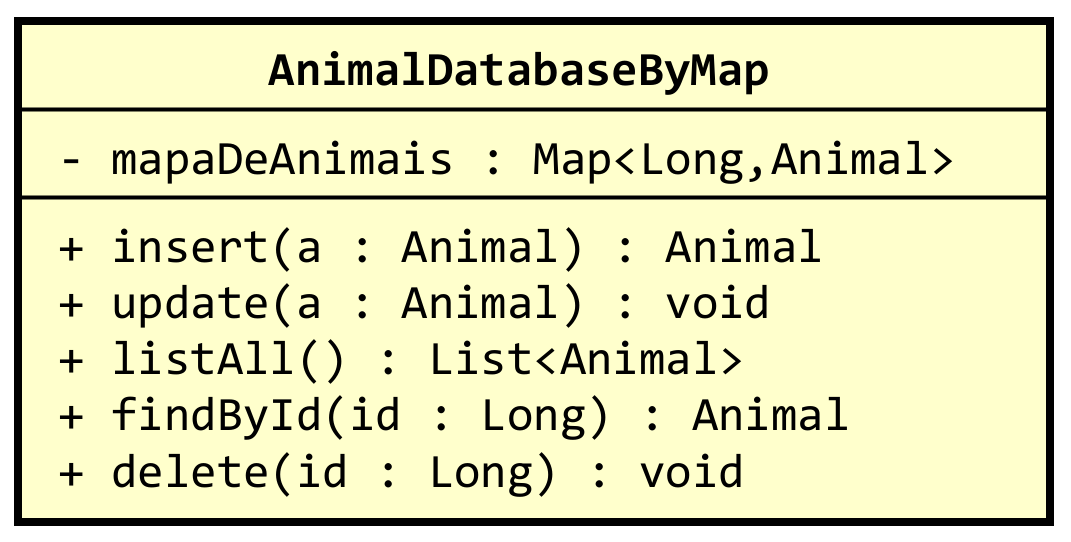 AnimalDatabaseByMap
- mapaDeAnimais : Map<Long,Animal>
+ insert(a : Animal) : Animal
+ update(a : Animal) : void
+ listAll() : List<Animal>
+ findById(id : Long) : Animal
+ delete(id : Long) : void